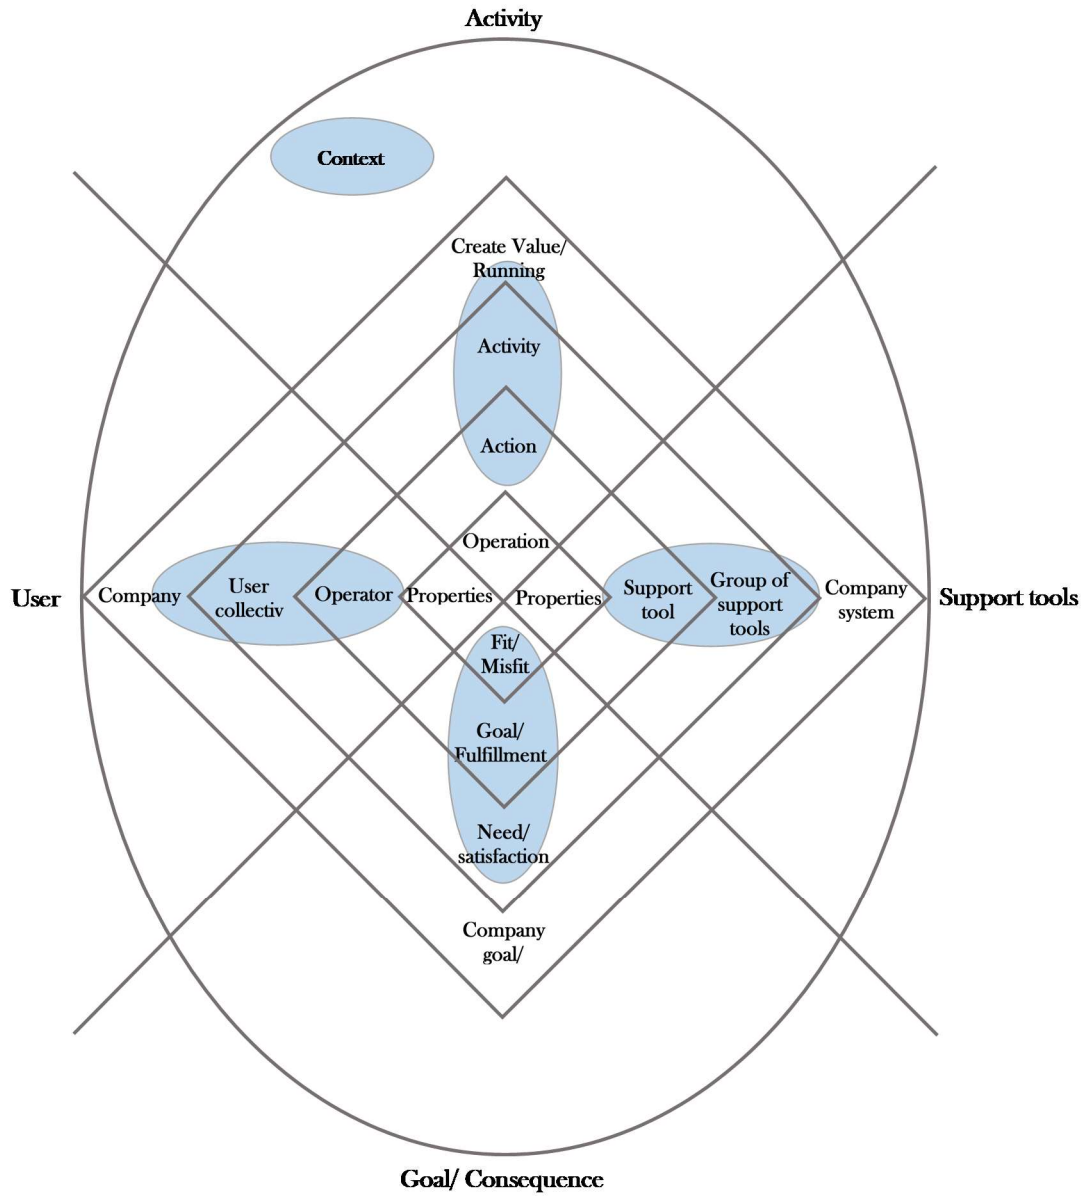 Activity
Context
Create Value/
Running
Activity
Action
Operation
User
Company
User
collectiv
Operator
Properties
Properties
Support
tool
Group of
support
tools
Company
system
Support tools
Fit/
Misfit
Goal/
Fulfillment
Need/
satisfaction
Company
goal/
Goal/ Consequence